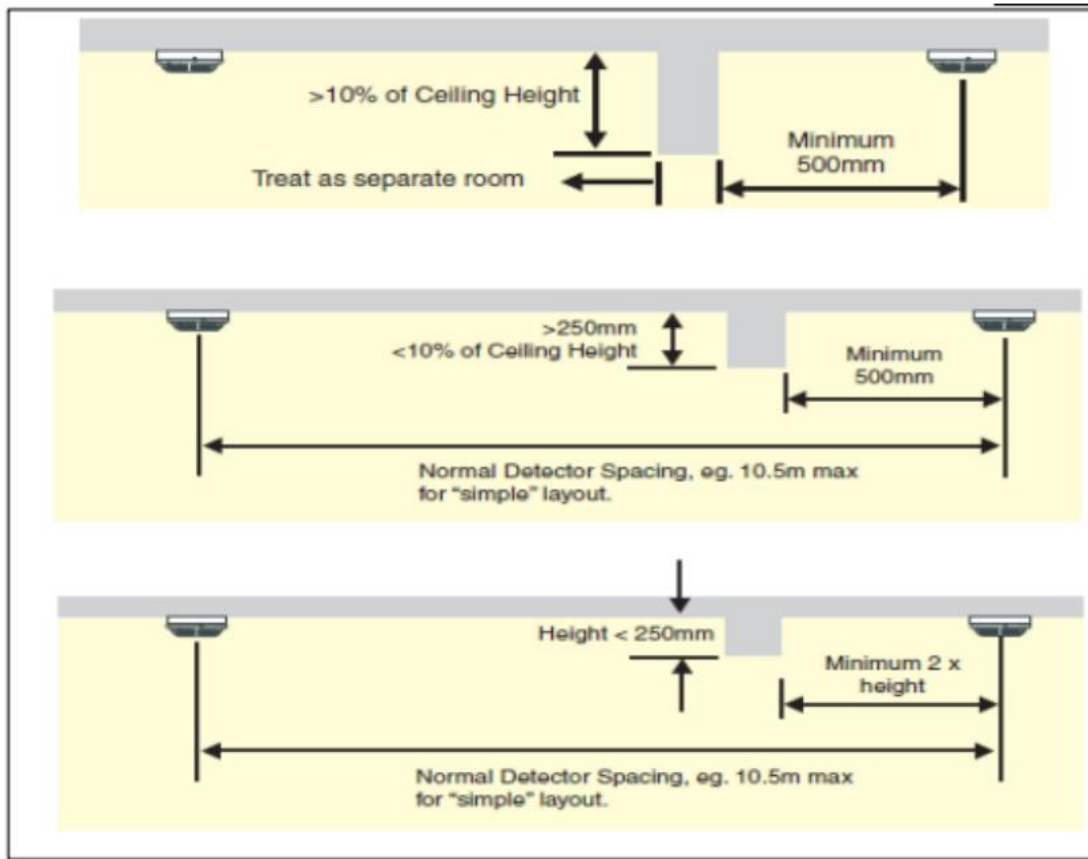 >10% of Ceiling Height
Minimum
500mm
Treat as separate room
>250mm
<10% of Ceiling Height
Minimum
500mm
Normal Detector Spacing, eg. 10.5m max
for "simple" layout.
Height < 250mm
Minimum 2 x
height
Normal Detector Spacing, eg. 10.5m max
for "simple" layout.